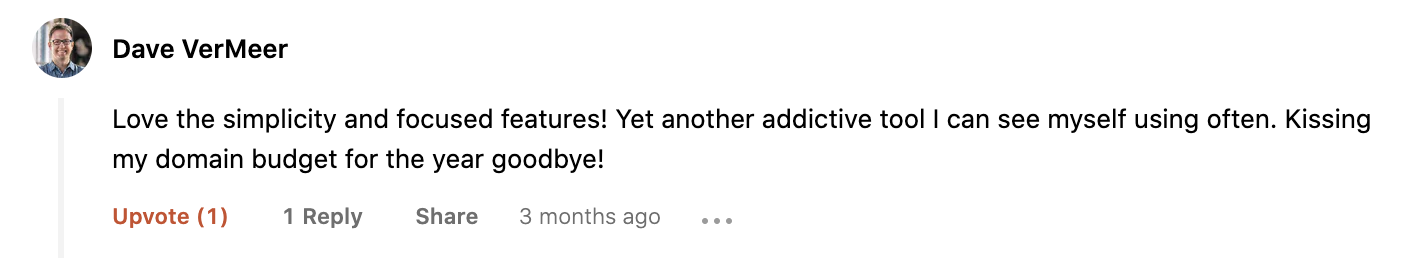 Dave VerMeer
Love the simplicity and focused features! Yet another addictive tool I can see myself using often. Kissing
my domain budget for the year goodbye!
Upvote (1) 1 Reply Share 3 months ago ...